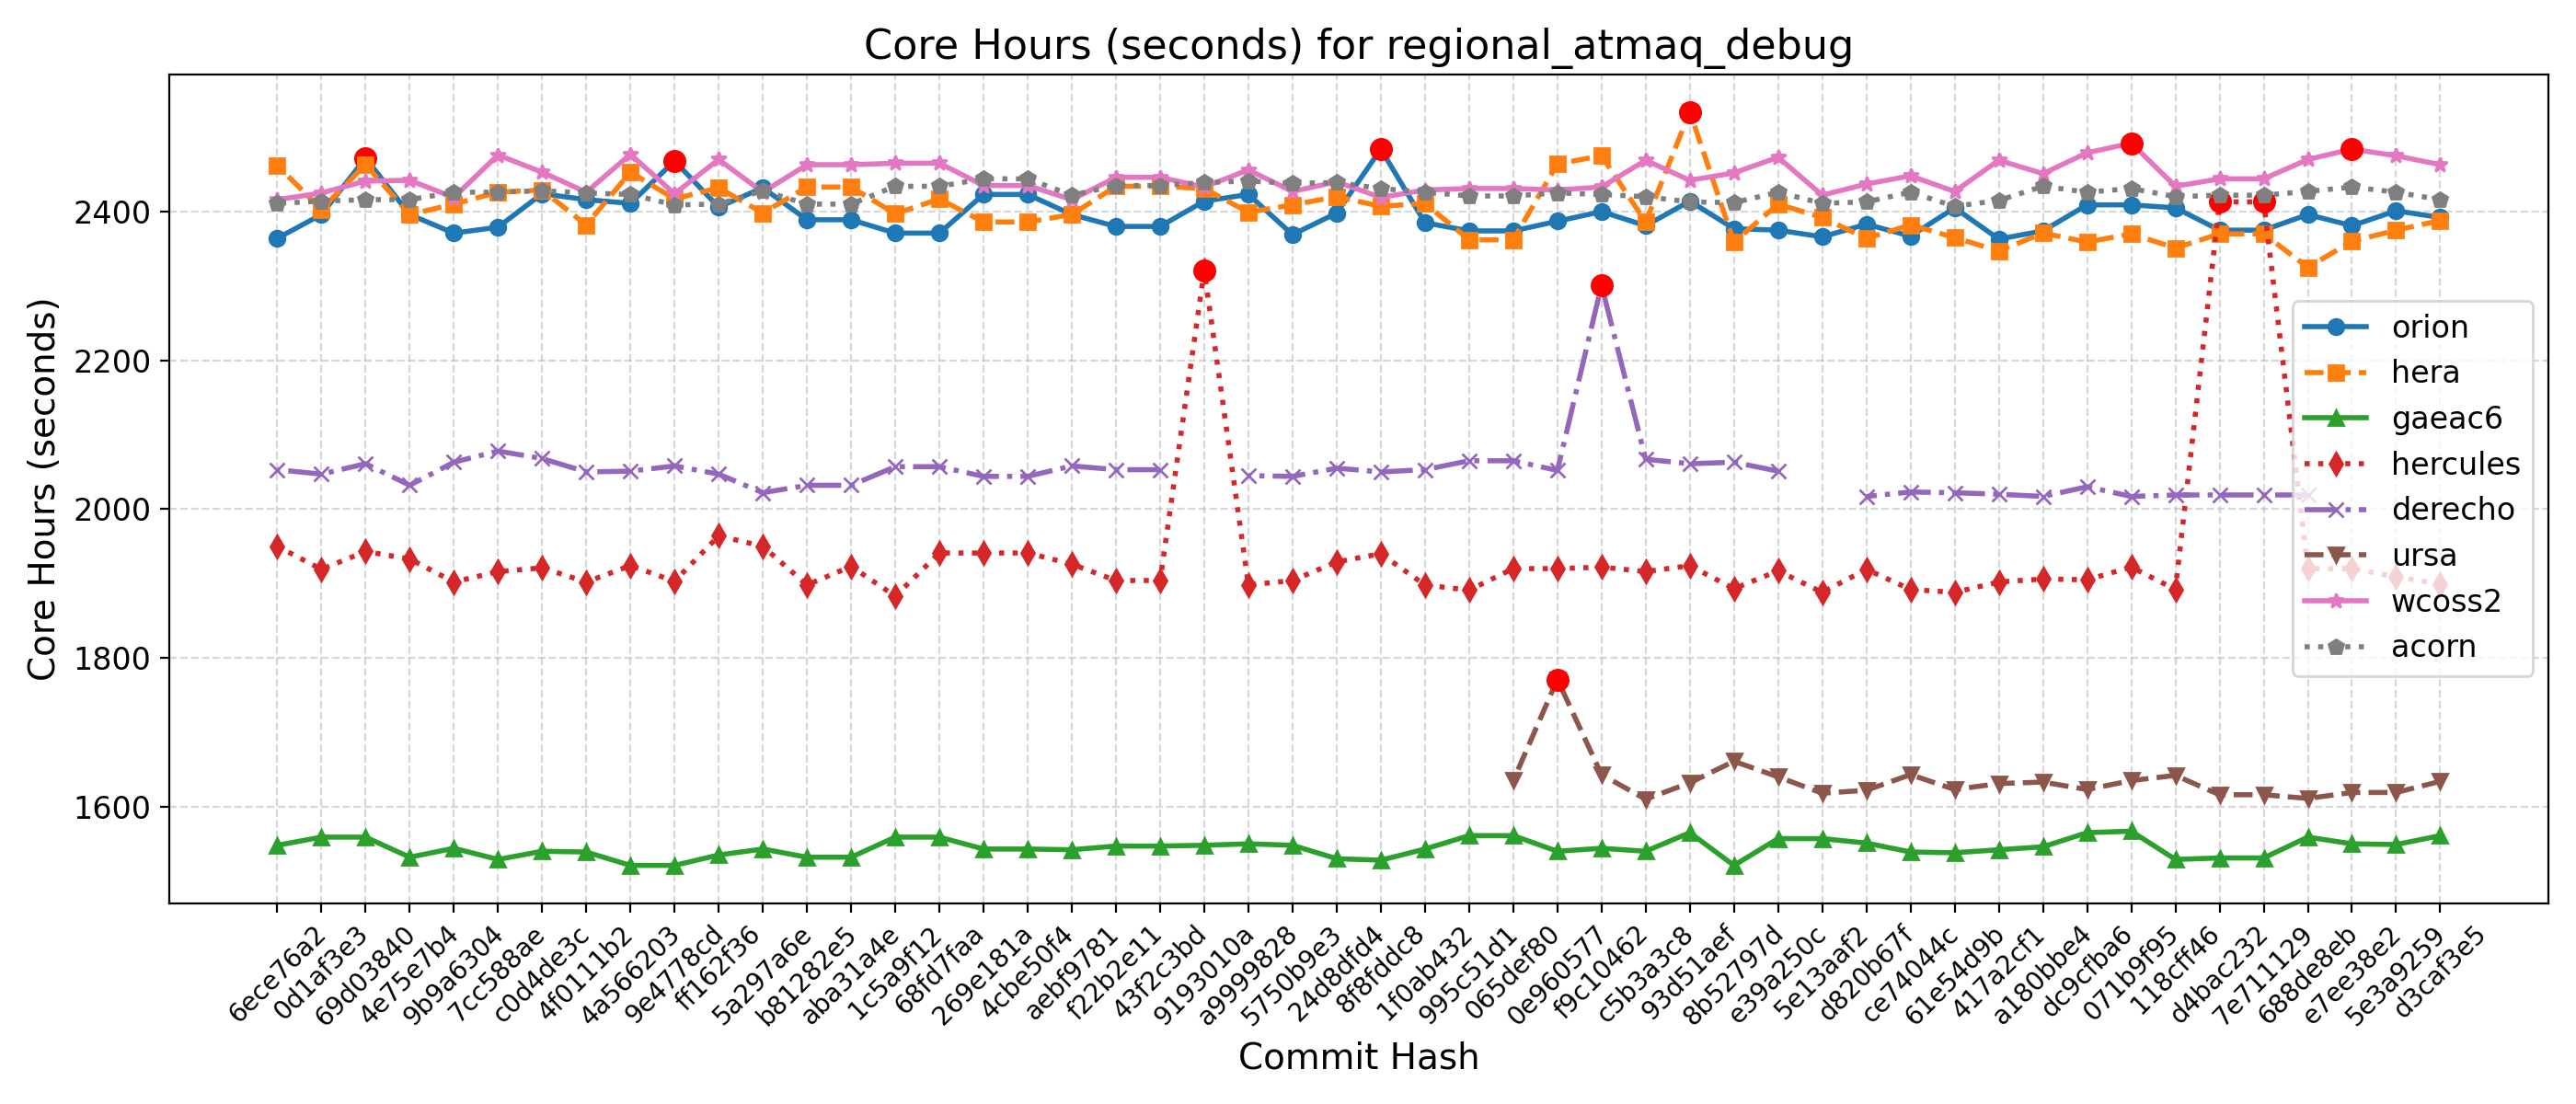 Core Hours (seconds) for regional_atmaq_debug
Core Hours (seconds)
2400
2200
2000
1800
1600
orion
hera
gaeac6
hercules
derecho
ursa
wcoss2
acorn
6ece76a2
0d1af3e3
69d03840
4e75e7b4
9b9a6304
7cc588ae
c0d4de3c
4f0111b2
4a566203
9e4778cd
ff162f36
5a297a6e
b81282e5
aba31a4e
1c5a9f12
68fd7faa
269e181a
4cbe50f4
aebf9781
f22b2e11
43f2c3bd
9193010a
a9999828
5750b9e3
24d8dfd4
8f8fddc8
1f0ab432
995c51d1
065def80
0e960577
f9c10462
c5b3a3c8
93d51aef
8b52797d
e39a250c
5e13aaf2
d820b67f
ce74044c
61e54d9b
417a2cf1
a180bbe4
dc9cfba6
071b9f95
118cff46
d4bac232
7e711129
688de8eb
e7ee38e2
5e3a9259
d3caf3e5
Commit Hash